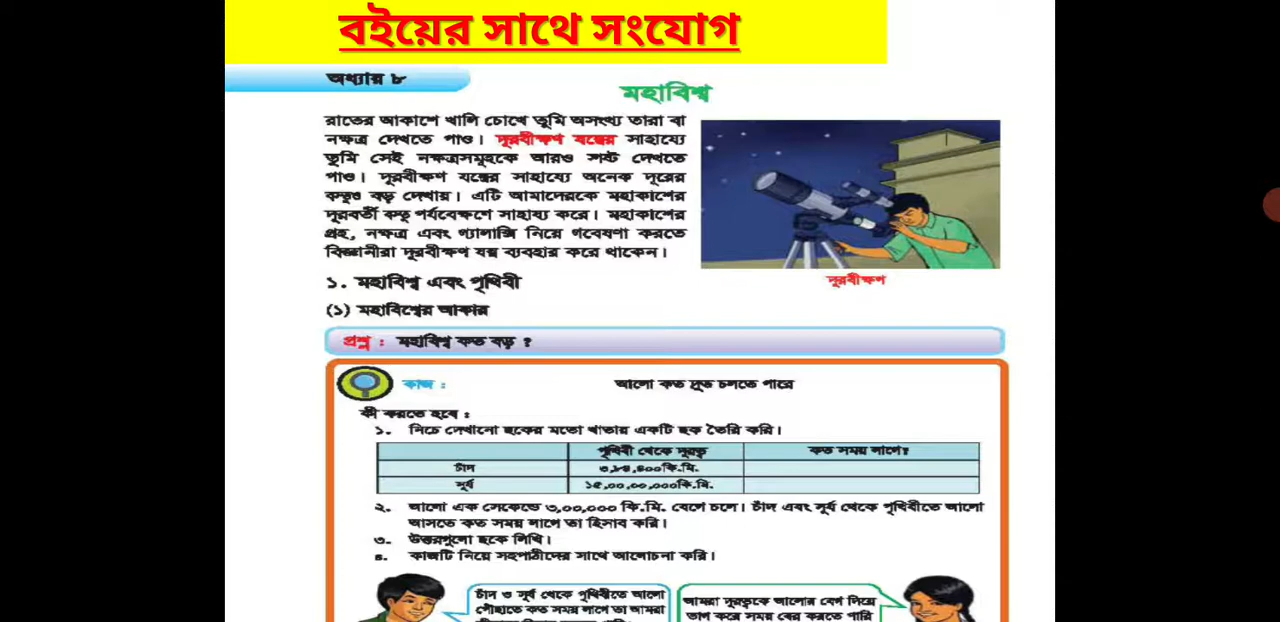 বইয়ের সাথে সংযোগ
অধ্যায় ৮
মহাবিশ্ব
রাতের আকাশে খালি চোখে তুমি অসংখ্য তারা বা
নক্ষত্র দেখতে পাও। দূরবীক্ষণ যন্ত্রের সাহায্যে
তুমি সেই নক্ষত্রসমূহকে আরও স্পষ্ট দেখতে
পাও। দূরবীক্ষণ যন্ত্রের সাহায্যে অনেক দূরের
বস্তুও বড় দেখায়। এটি আমাদেরকে মহাকাশের
দূরবর্তী বস্তু পর্যবেক্ষণে সাহায্য করে। মহাকাশের
গ্রহ, নক্ষত্র এবং গ্যালাক্সি নিয়ে গবেষণা করতে
বিজ্ঞানীরা দূরবীক্ষণ যন্ত্র ব্যবহার করে থাকেন।
দূরবীক্ষণ
১. মহাবিশ্ব এবং পৃথিবী
(১) মহাবিশ্বের আকার
প্রশ্ন : মহাবিশ্ব কত বড় ?
কাজ : আলো কত দ্রুত চলতে পারে
কী করতে হবে :
১. নিচে দেখানো ছকের মতো খাতায় একটি ছক তৈরি করি।
পৃথিবী থেকে দূরত্ব কত সময় লাগে?
চাঁদ ৩,৮৪,৪০০কি.মি.
সূর্য ১৫,০০,০০,০০০কি.মি.
২. আলো এক সেকেন্ডে ৩,০০,০০০ কি.মি. বেগে চলে। চাঁদ এবং সূর্য থেকে পৃথিবীতে আলো
আসতে কত সময় লাগে তা হিসাব করি।
৩. উত্তরগুলো ছকে লিখি।
৪. কাজটি নিয়ে সহপাঠীদের সাথে আলোচনা করি।
চাঁদ ও সূর্য থেকে পৃথিবীতে আলো
পৌঁছাতে কত সময় লাগে তা আমরা
আমরা দূরত্বকে আলোর বেগ দিয়ে
ভাগ করে সময় বের করতে পারি